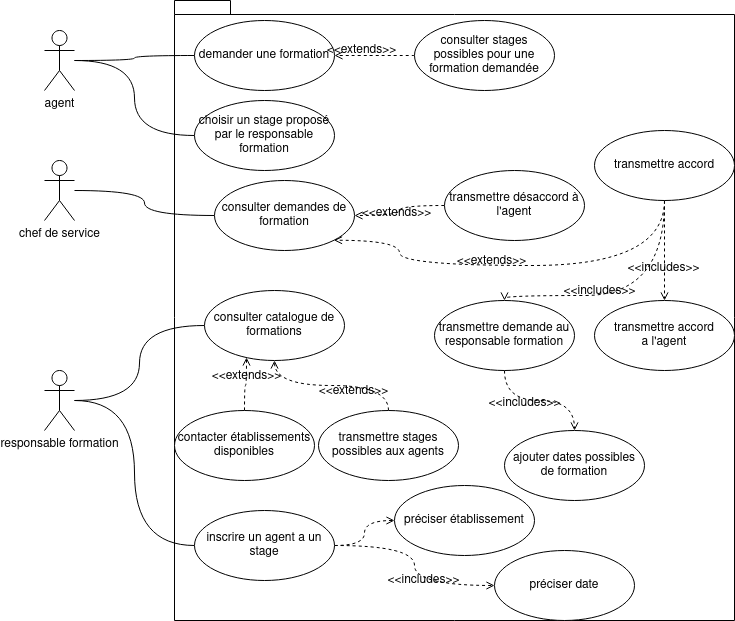 agent
demander une formation
<<extends>>
consulter stages
possibles pour une
formation demandée
choisir un stage proposé
par le responsable
formation
transmettre accord
chef de service
consulter demandes de
formation
<<extends>>
transmettre désaccord à
l'agent
<<extends>>
<<includes>>
<<includes>>
consulter catalogue de
formations
transmettre demande au
responsable formation
transmettre accord
a l'agent
<<extends>>
<<extends>>
<<includes>>
responsable formation
contacter établissements
disponibles
transmettre stages
possibles aux agents
ajouter dates possibles
de formation
inscrire un agent a un
stage
préciser établissement
<<includes>>
préciser date